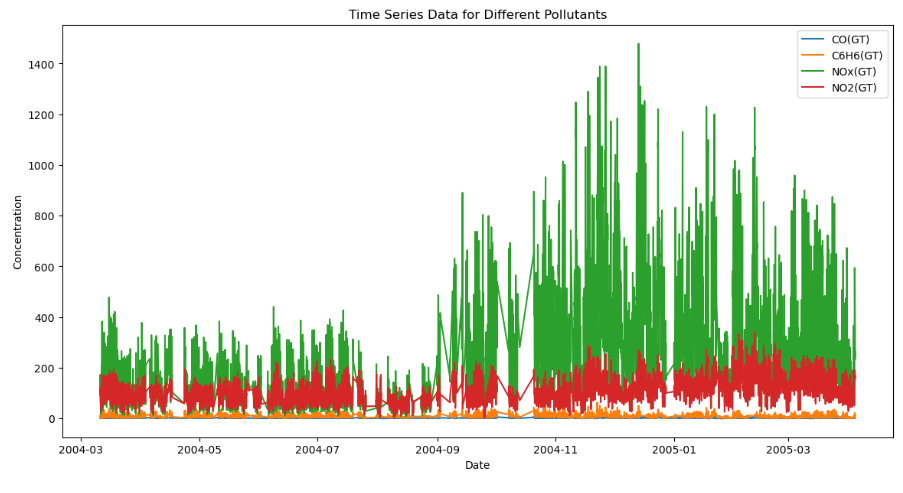 Time Series Data for Different Pollutants
CO(GT)
C6H6(GT)
NOx(GT)
NO2(GT)
Concentration
1400
1200
1000
800
600
400
200
0
2004-03
2004-05
2004-07
2004-09
2004-11
2005-01
2005-03
Date